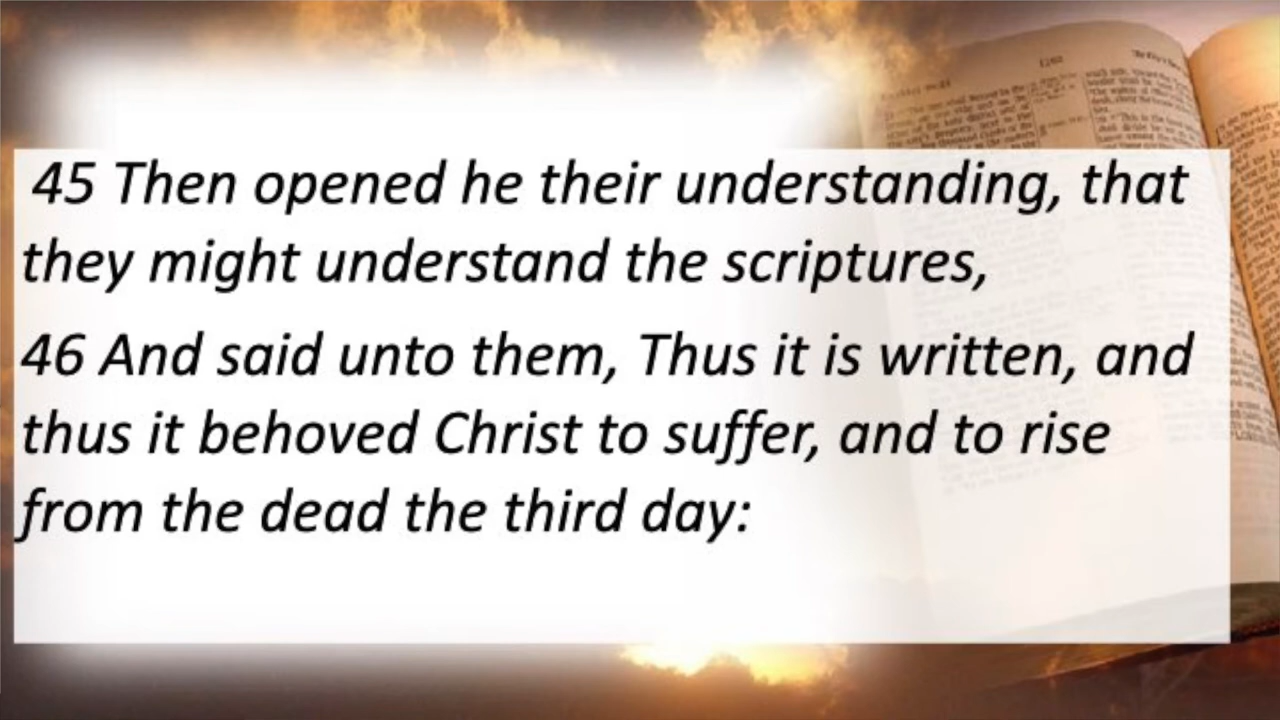 45 Then opened he their understanding, that
they might understand the scriptures,
46 And said unto them, Thus it is written, and
thus it behoved Christ to suffer, and to rise
from the dead the third day: